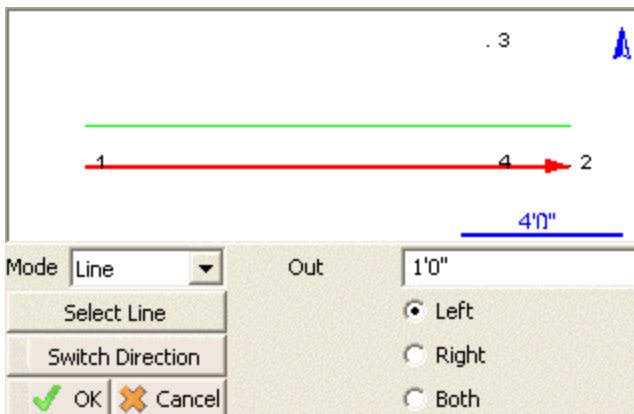 . 3
1
4
. 2
4'0"
Mode Line Out 1'0"
Select Line Left
Switch Direction Right
OK Cancel Both